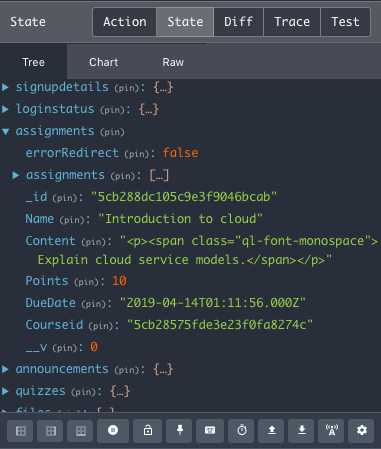 State Action State Diff Trace Test
Tree Chart Raw
signupdetails (pin): {…}
loginstatus (pin): {…}
assignments (pin)
errorRedirect (pin): false
assignments (pin): […]
_id (pin): "5cb288dc105c9e3f9046bcab"
Name (pin): "Introduction to cloud"
Content (pin): "<p><span class="ql-font-monospace">
Explain cloud service models.</span></p>"
Points (pin): 10
DueDate (pin): "2019-04-14T01:11:56.000Z"
Courseid (pin): "5cb28575fde3e23f0fa8274c"
__v (pin): 0
announcements (pin): {…}
quizzes (pin): {…}
files (pin): {…}